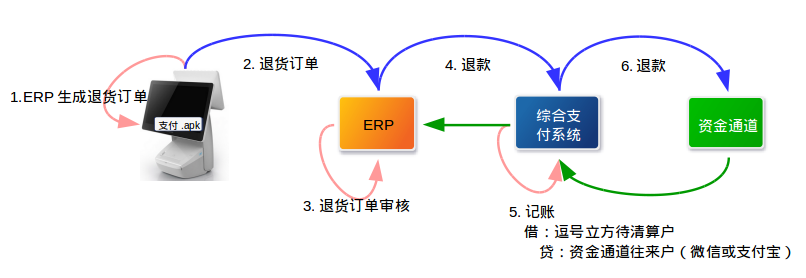 2. 退货订单
4. 退款
6. 退款
1.ERP 生成退货订单
支付 .apk
ERP
综合支
付系统
资金通道
3. 退货订单审核
5. 记账
借：逗号立方待清算户
贷：资金通道往来户（微信或支付宝）